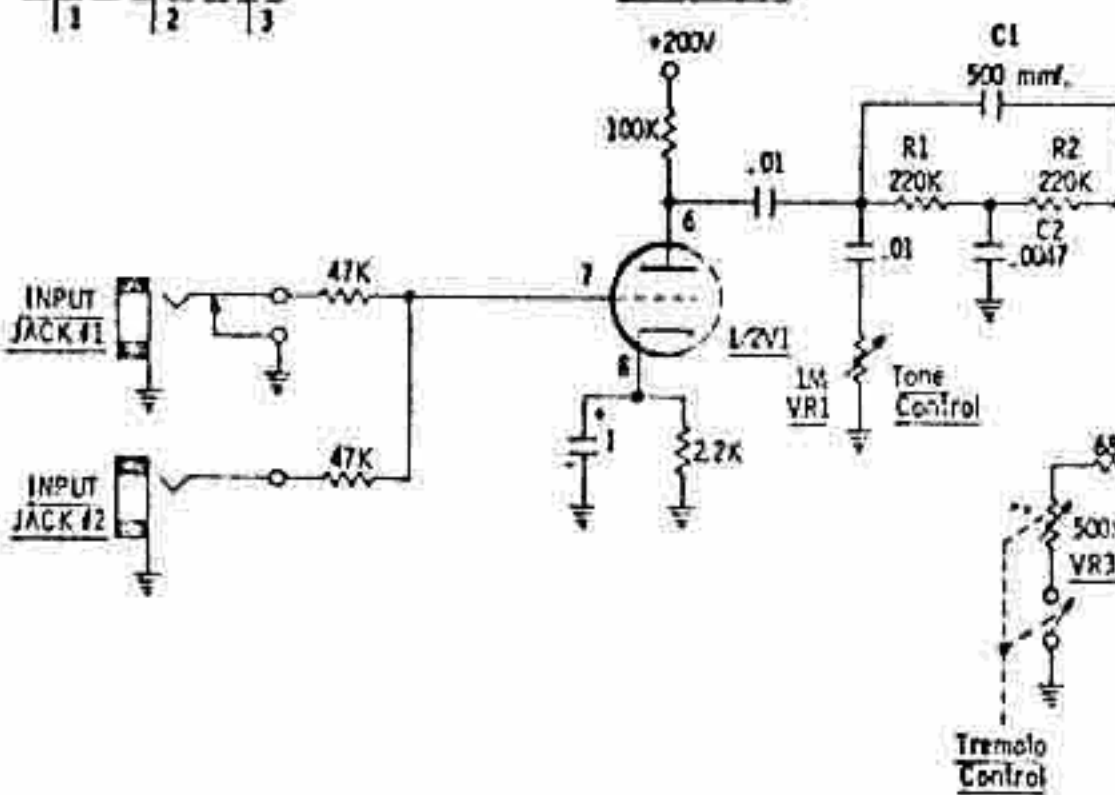 1 2 3
+200V
C1
500 mmf.
100K
.01
R1
220K
R2
220K
6
C2
.0047
.01
7
47K
INPUT
JACK #1
1/2V1
8
1M
VR1
Tone
Control
+
1
-
2.2K
47K
INPUT
JACK #2
VR3
Tremolo
Control